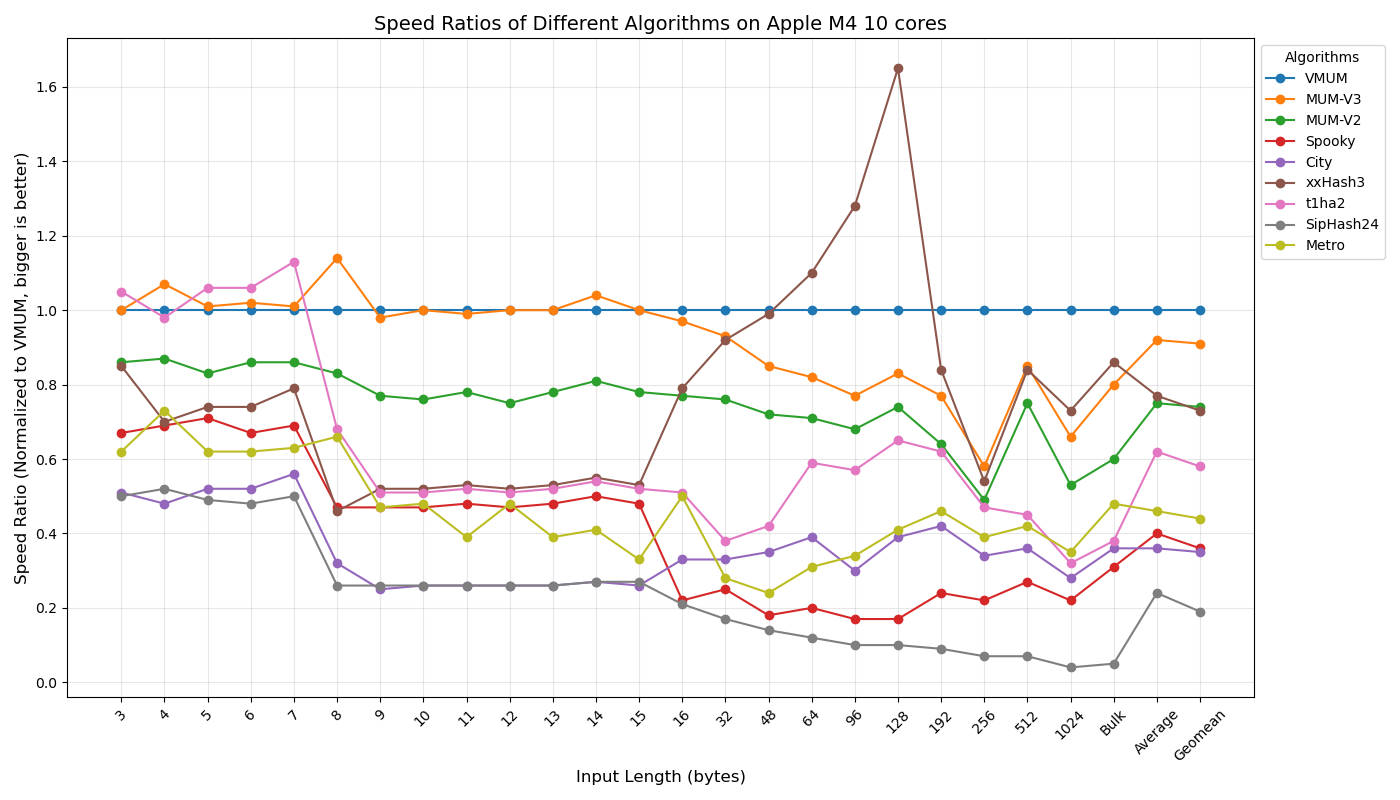 Speed Ratios of Different Algorithms on Apple M4 10 cores
Speed Ratio (Normalized to VMUM, bigger is better)
1.6
1.4
1.2
1.0
0.8
0.6
0.4
0.2
0.0
3
4
5
6
7
8
9
10
11
12
13
14
15
16
32
48
64
96
128
192
256
512
1024
Bulk
Average
Geomean
Input Length (bytes)
Algorithms
VMUM
MUM-V3
MUM-V2
Spooky
City
xxHash3
t1ha2
SipHash24
Metro